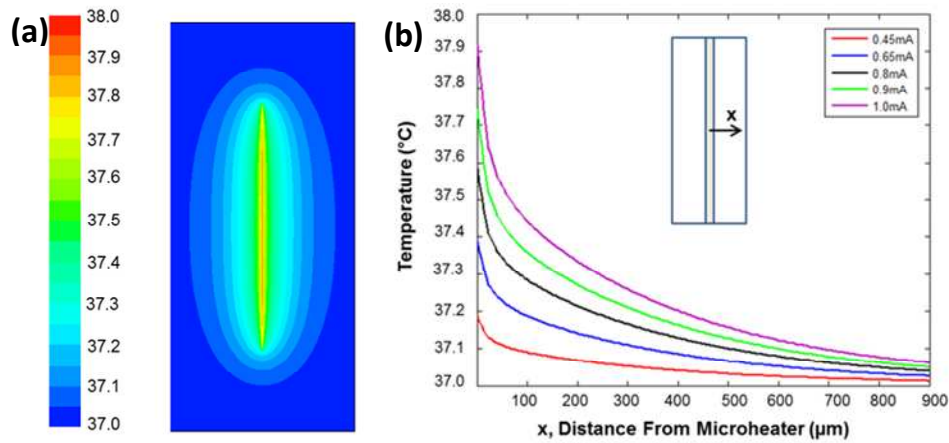 (a)
38.0
37.9
37.8
37.7
37.6
37.5
37.4
37.3
37.2
37.1
37.0
(b)
Temperature (°C)
38.0
37.9
37.8
37.7
37.6
37.4
37.3
37.2
37.1
37.0
100 200 300 400 500 600 700 800 900
x, Distance From Microheater (µm)
x
0.45mA
0.65mA
0.8mA
0.9mA
1.0mA